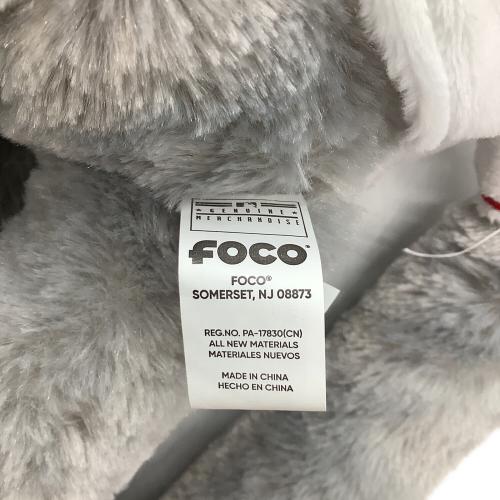 GENUINE
MERCHANDISE
FOCO
FOCO®
SOMERSET, NJ 08873
REG.NO. PA-17830(CN)
ALL NEW MATERIALS
MATERIALES NUEVOS
MADE IN CHINA
HECHO EN CHINA